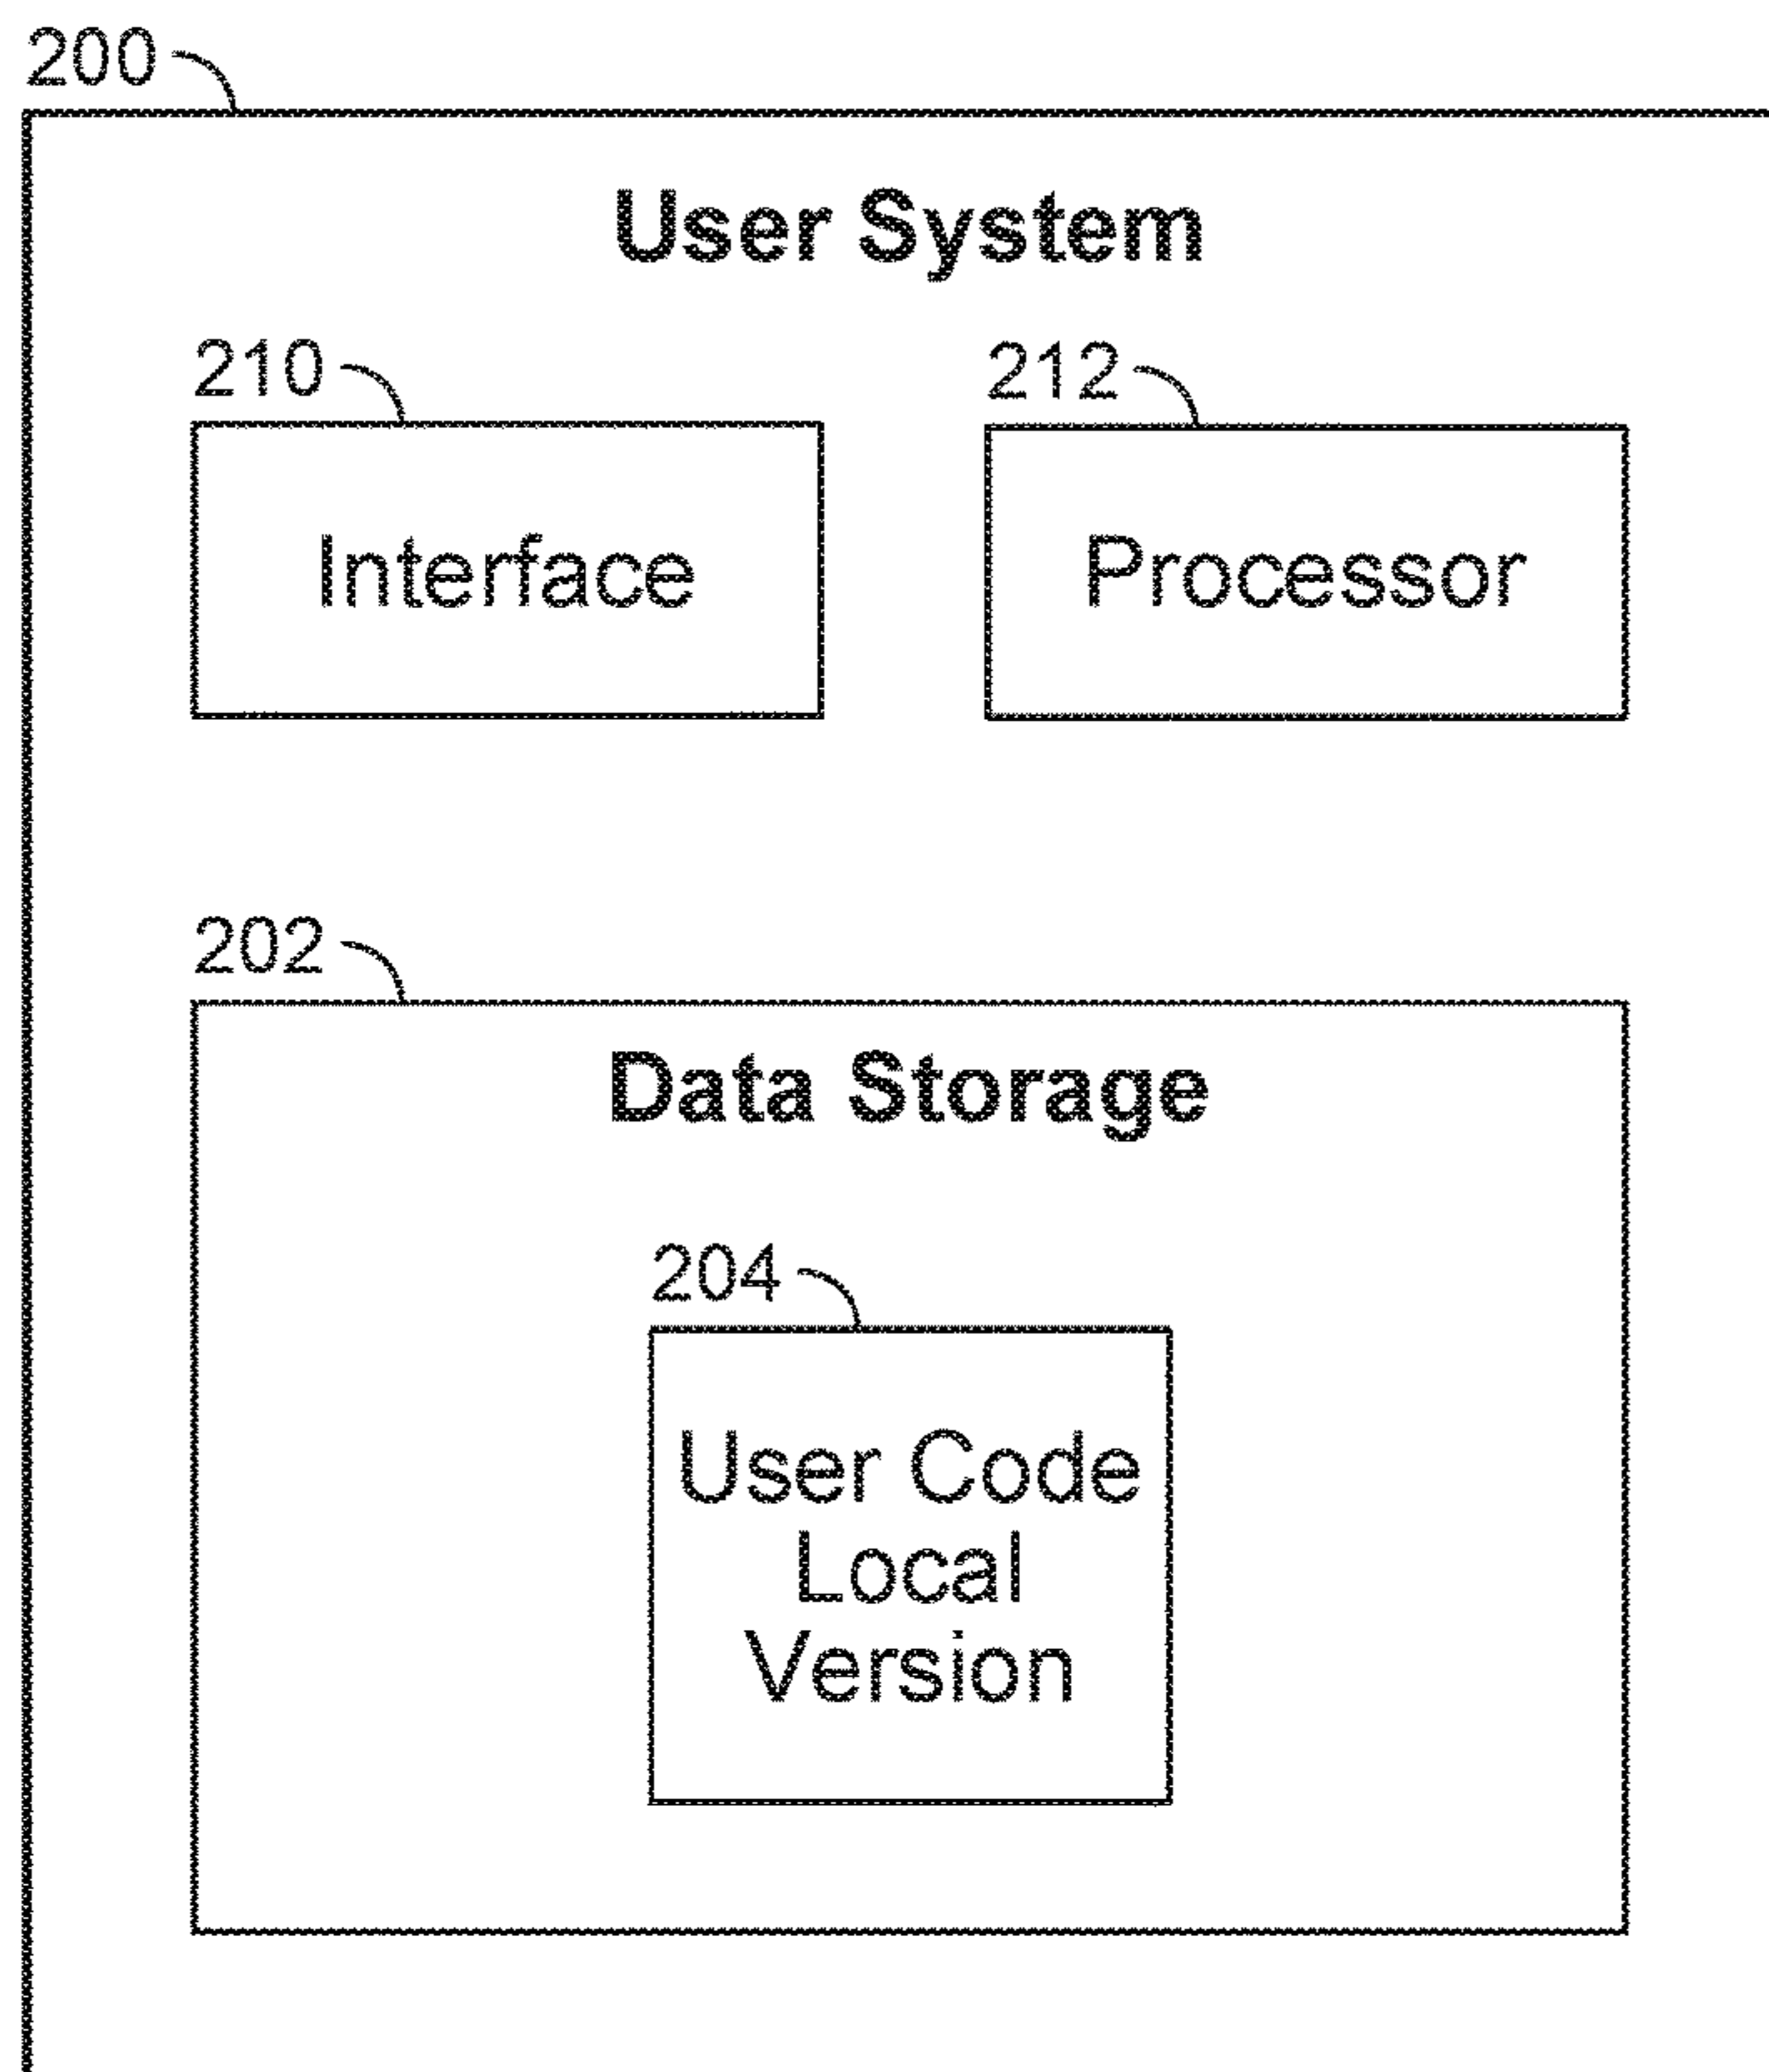 200
User System
210
212
Interface
Processor
202
Data Storage
204
User Code
Local
Version